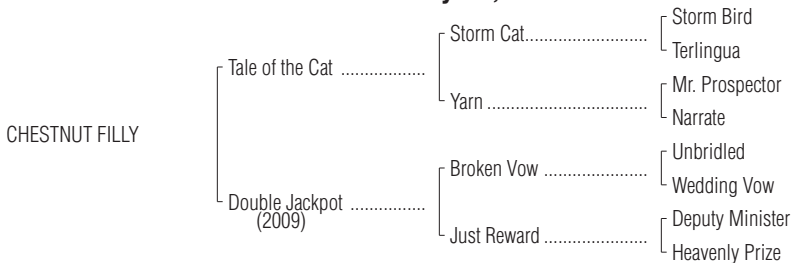 Storm Bird
Storm Cat..............................
Terlingua
Tale of the Cat ..................
Mr. Prospector
Yarn ..................................
Narrate
CHESTNUT FILLY
Unbridled
Broken Vow ......................
Wedding Vow
Double Jackpot ................
(2009)
Deputy Minister
Just Reward ......................
Heavenly Prize